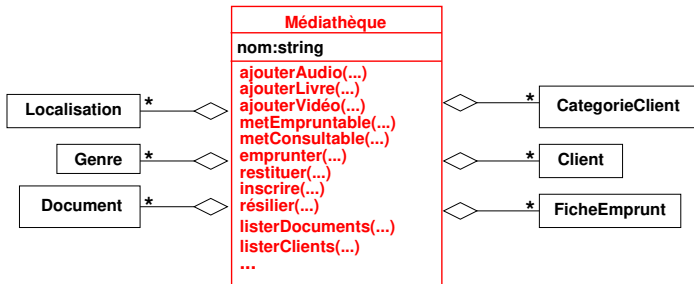 Médiathèque
nom:string
ajouterAudio(...)
ajouterLivre(...)
ajouterVidéo(...)
metEmpruntable(...)
metConsultable(...)
emprunter(...)
restituer(...)
inscrire(...)
résilier(...)
listerDocuments(...)
listerClients(...)
...
Localisation *
Genre *
Document *
* CategorieClient
* Client
* FicheEmprunt